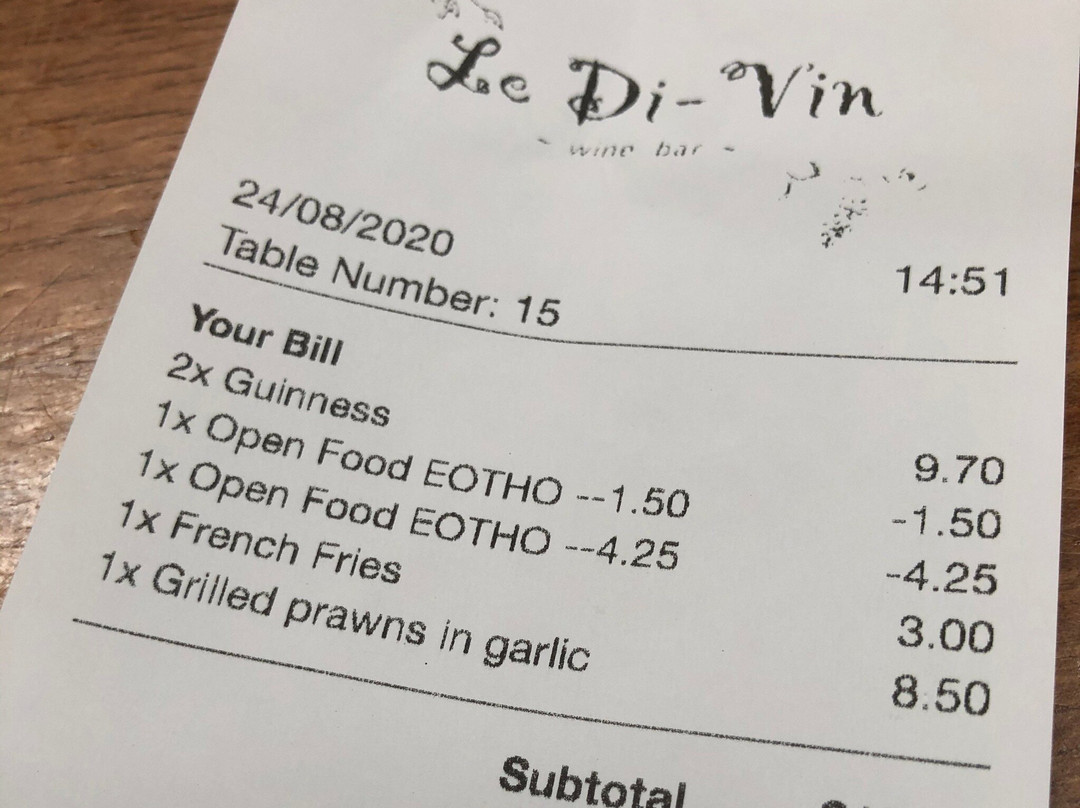 Le Di-Vin
~ wine bar ~
24/08/2020 14:51
Table Number: 15
Your Bill
2x Guinness 9.70
1x Open Food EOTHO --1.50 -1.50
1x Open Food EOTHO --4.25 -4.25
1x French Fries 3.00
1x Grilled prawns in garlic 8.50
Subtotal